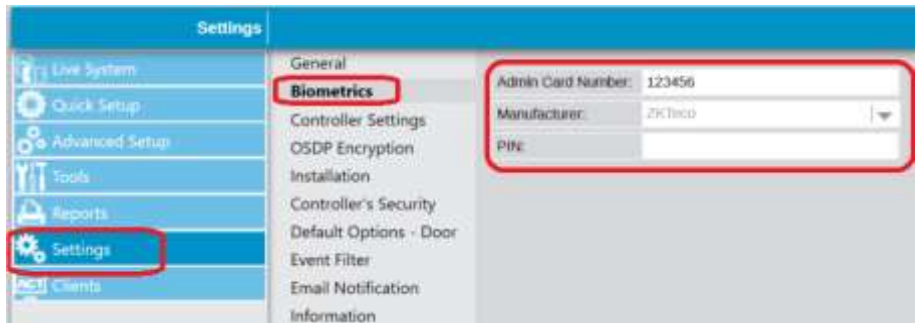 Settings
Live System
Quick Setup
Advanced Setup
Tools
Reports
Settings
Clients
General
Biometrics
Controller Settings
OSDP Encryption
Installation
Controller's Security
Default Options - Door
Event Filter
Email Notification
Information
Admin Card Number: 123456
Manufacturer: ZKTeco
PIN: